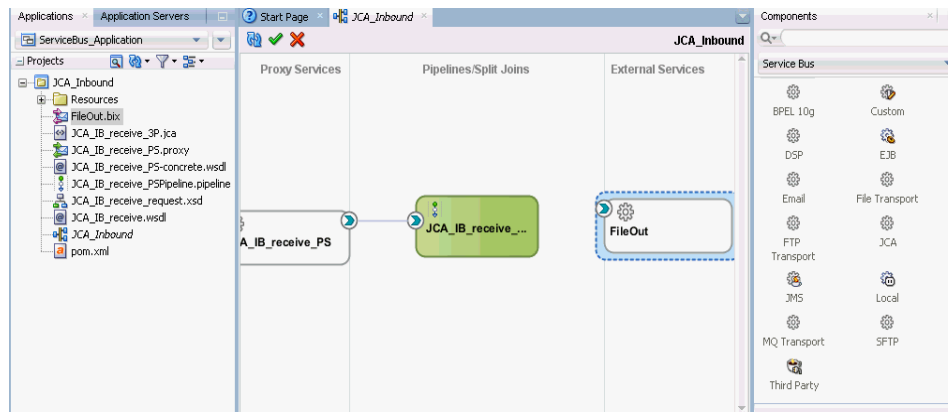 Applications
Application Servers
Start Page
JCA_Inbound
Components
ServiceBus_Application
JCA_Inbound
Projects
Service Bus
JCA_Inbound
Resources
FileOut.bix
JCA_IB_receive_3P.jca
JCA_IB_receive_PS.proxy
JCA_IB_receive_PS-concrete.wsdl
JCA_IB_receive_PSPipeline.pipeline
JCA_IB_receive_request.xsd
JCA_IB_receive.wsdl
JCA_Inbound
pom.xml
Proxy Services
Pipelines/Split Joins
External Services
A_IB_receive_PS
JCA_IB_receive_...
FileOut
BPEL 10g
Custom
DSP
EJB
Email
File Transport
FTP
Transport
JCA
JMS
Local
MQ Transport
SFTP
Third Party